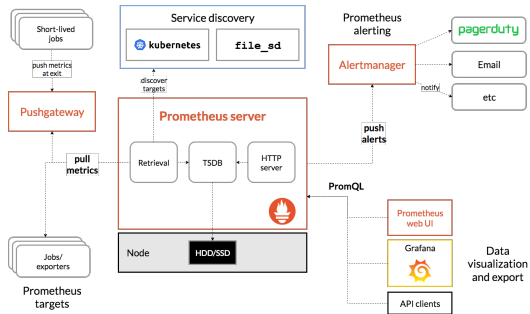 Short-lived
jobs
push metrics
at exit
Pushgateway
pull
metrics
Jobs/
exporters
Prometheus
targets
Service discovery
kubernetes
file_sd
discover
targets
Prometheus server
Retrieval
TSDB
HTTP
server
Node
HDD/SSD
Prometheus
alerting
Alertmanager
push
alerts
pagerduty
Email
notify
etc
PromQL
Prometheus
web UI
Grafana
API clients
Data
visualization
and export